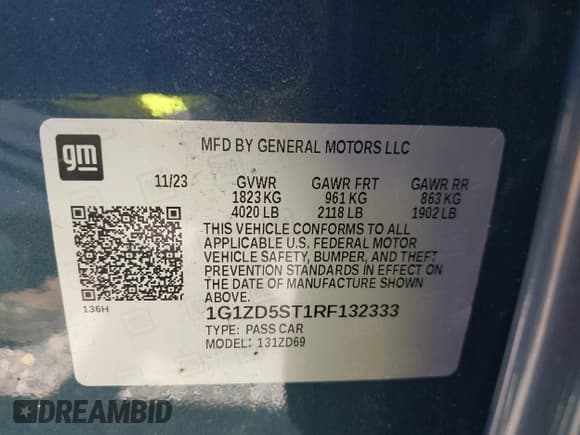 gm
MFD BY GENERAL MOTORS LLC
11/23 GVWR GAWR FRT GAWR RR
1823 KG 961 KG 863 KG
4020 LB 2118 LB 1902 LB
THIS VEHICLE CONFORMS TO ALL
APPLICABLE U.S. FEDERAL MOTOR
VEHICLE SAFETY, BUMPER, AND THEFT
PREVENTION STANDARDS IN EFFECT ON
THE DATE OF MANUFACTURE SHOWN
ABOVE.
136H
1G1ZD5ST1RF132333
TYPE: PASS CAR
MODEL: 131ZD69
DREAMBID